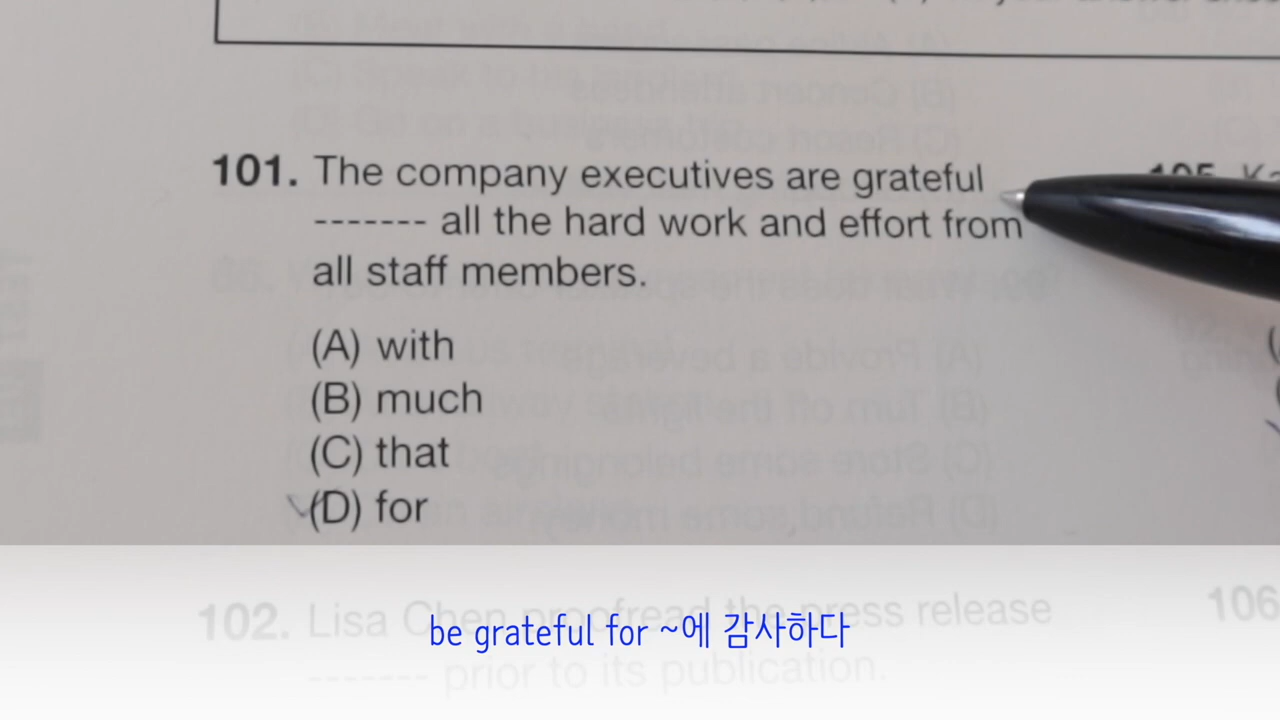 101. The company executives are grateful
------- all the hard work and effort from
all staff members.
(A) with
(B) much
(C) that
(D) for
102. Lisa Chen proofread the press release
------- prior to its publication.
be grateful for ~에 감사하다
105.
106